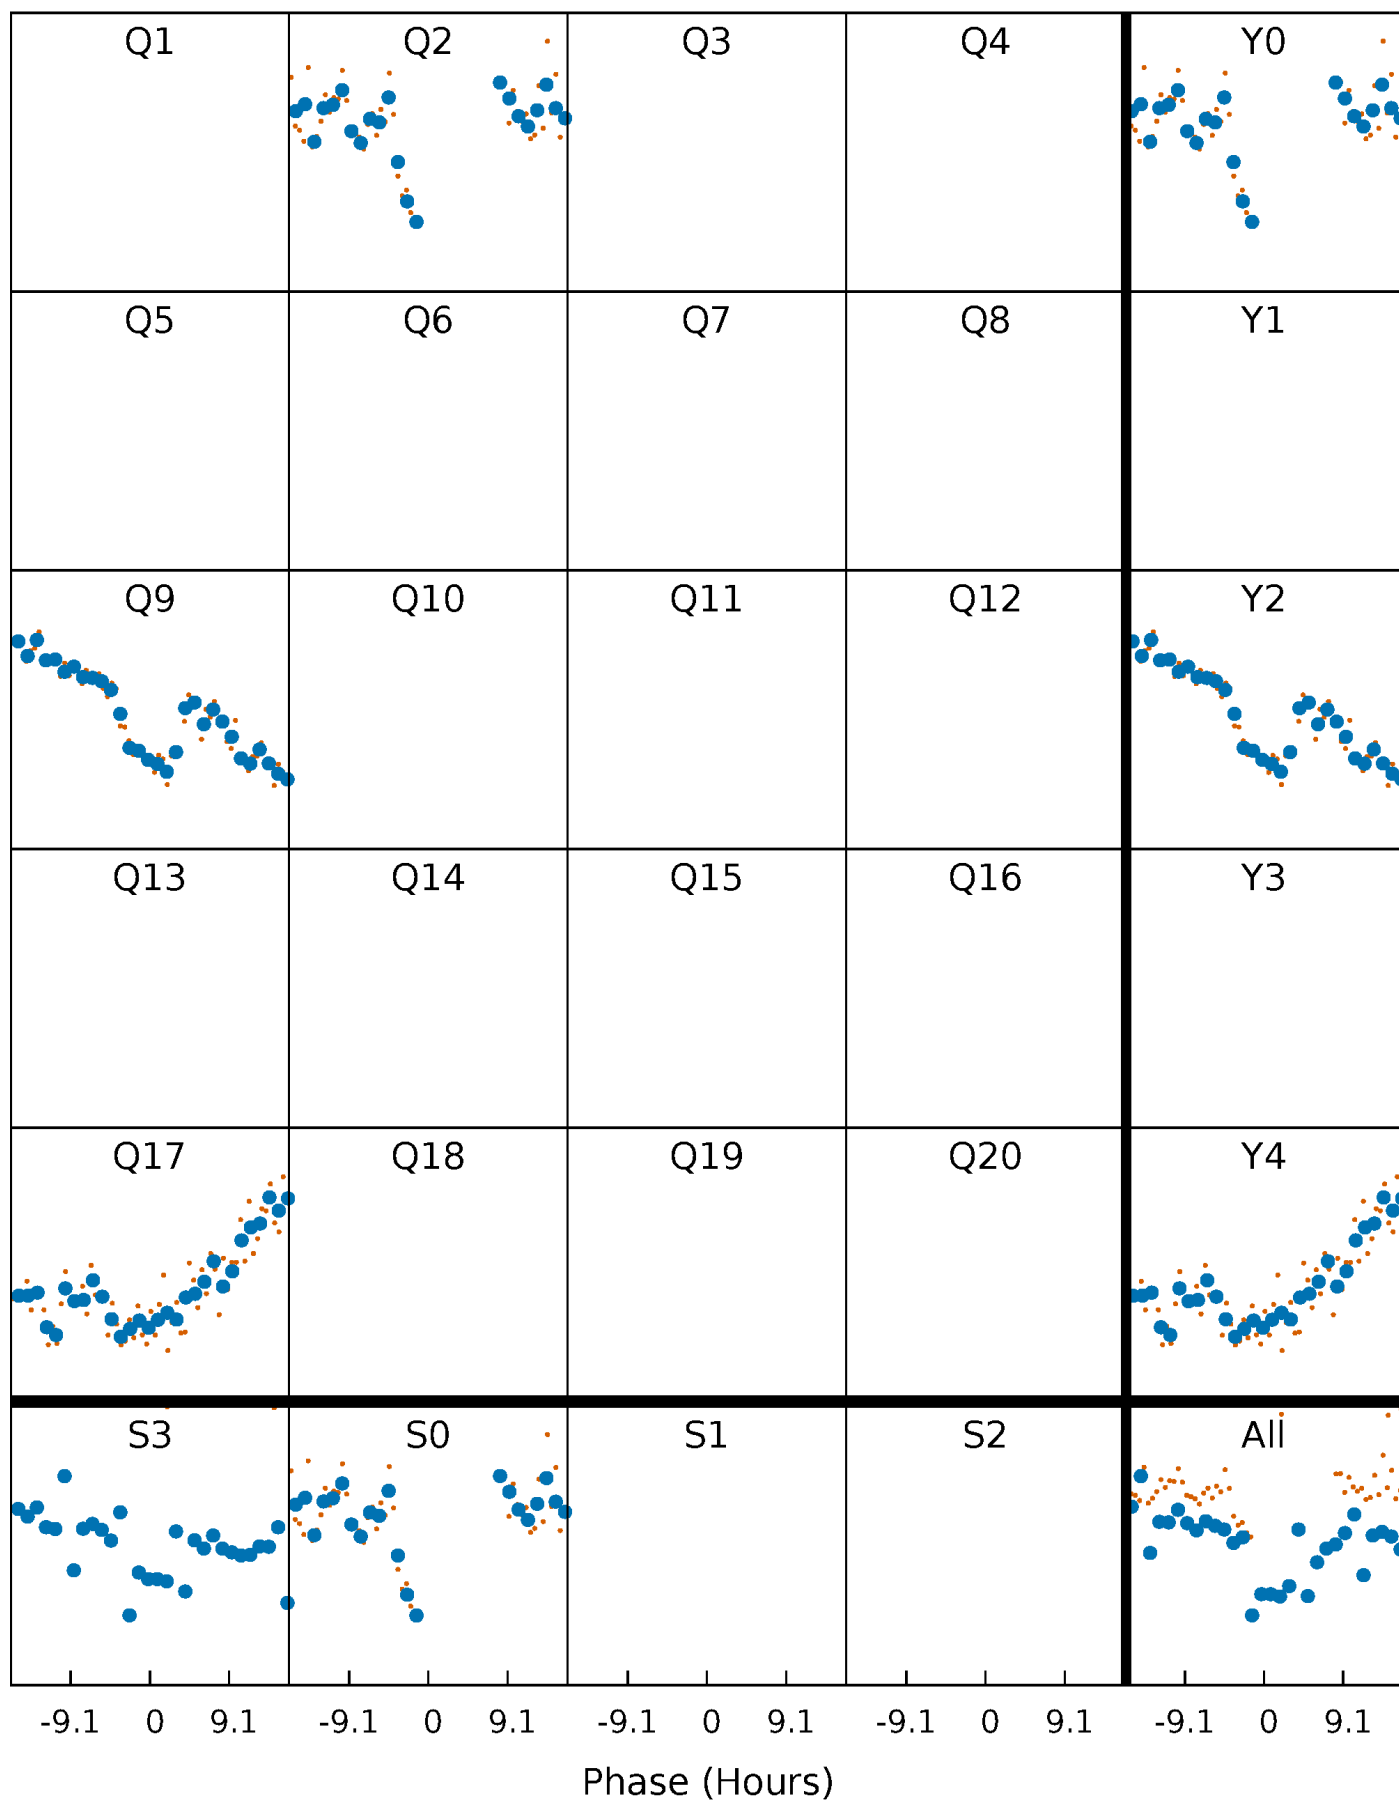 Q1 Q2 Q3 Q4 Y0
Q5 Q6 Q7 Q8 Y1
Q9 Q10 Q11 Q12 Y2
Q13 Q14 Q15 Q16 Y3
Q17 Q18 Q19 Q20 Y4
S3 S0 S1 S2 All
-9.1 0 9.1 -9.1 0 9.1 -9.1 0 9.1 -9.1 0 9.1 -9.1 0 9.1
Phase (Hours)